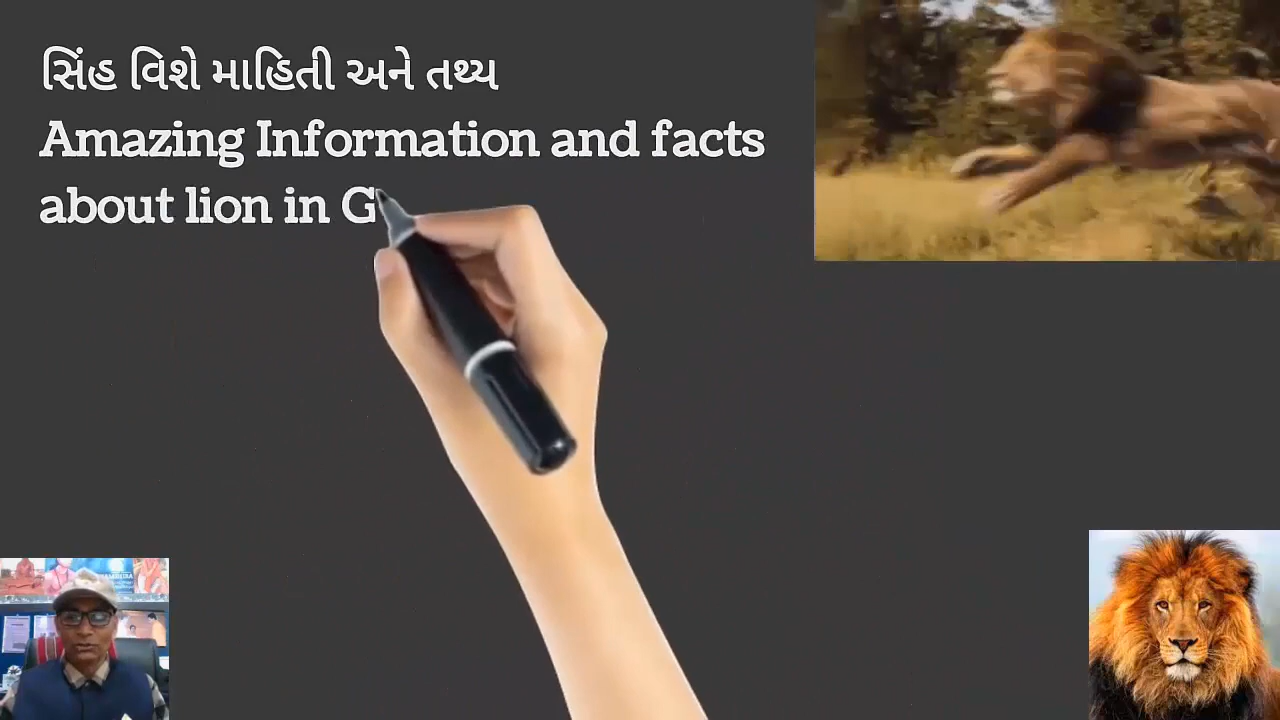 સિંહ વિશે માહિતી અને તથ્ય
Amazing Information and facts
about lion in G